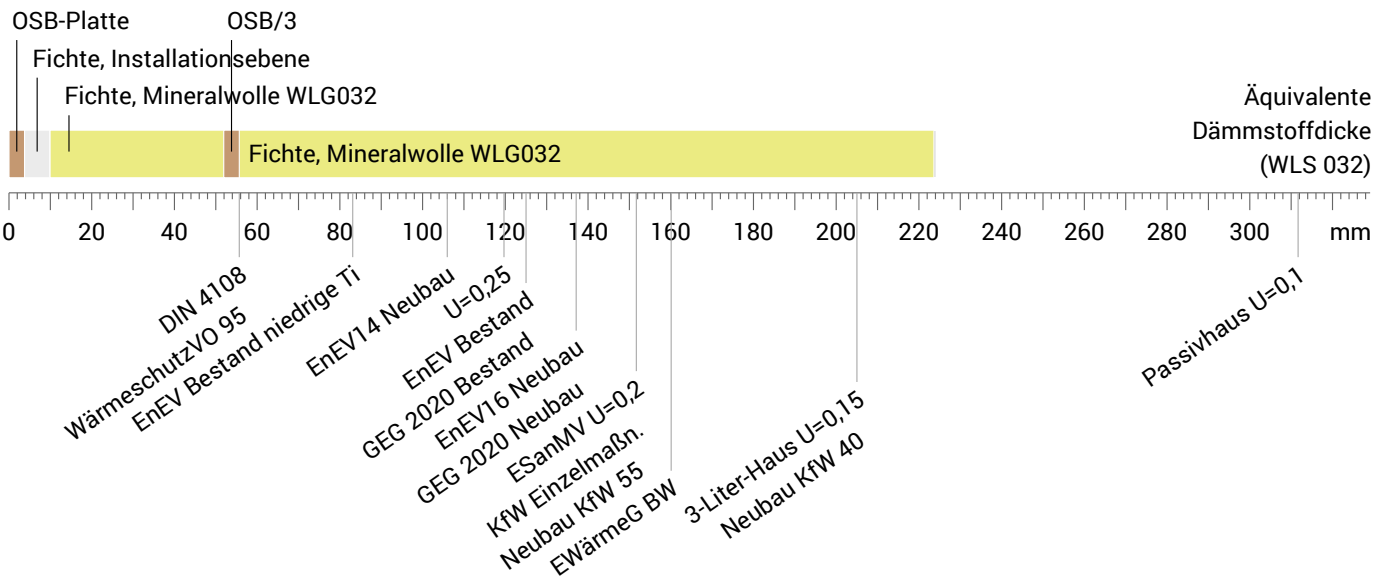 OSB-Platte
OSB/3
Fichte, Installationsebene
Fichte, Mineralwolle WLG032
Äquivalente
Dämmstoffdicke
(WLS 032)
Fichte, Mineralwolle WLG032
0 20 40 60 80 100 120 140 160 180 200 220 240 260 280 300 mm
DIN 4108
WärmeschutzVO 95
EnEV Bestand niedrige Ti
EnEV14 Neubau
U=0,25
EnEV Bestand
GEG 2020 Bestand
EnEV16 Neubau
GEG 2020 Neubau
ESanMV U=0,2
KfW Einzelmaßn.
Neubau KfW 55
EWärmeG BW
3-Liter-Haus U=0,15
Neubau KfW 40
Passivhaus U=0,1